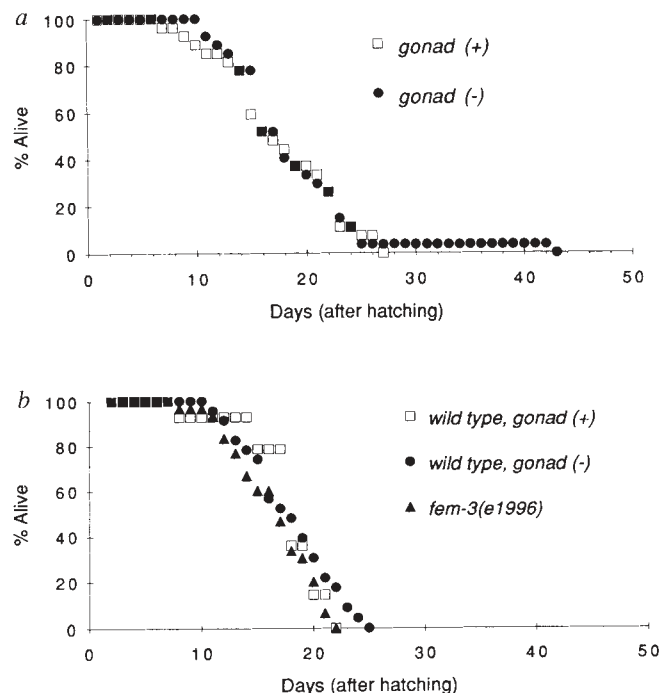 a
100
80
60
40
20
0
% Alive
gonad (+)
gonad (-)
0 10 20 30 40 50
Days (after hatching)
b
100
80
60
40
20
0
% Alive
wild type, gonad (+)
wild type, gonad (-)
fem-3(e1996)
0 10 20 30 40 50
Days (after hatching)